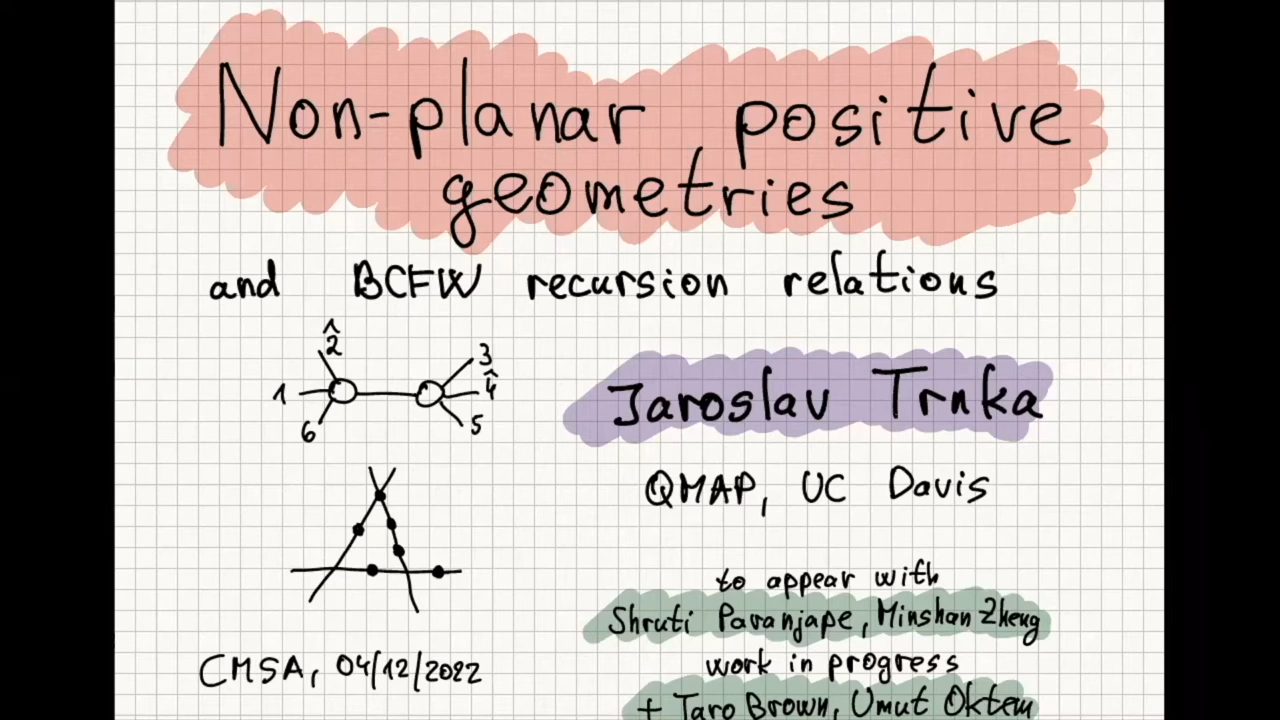 Non-planar positive
geometries
and BCFW recursion relations
2̂
1
6
3
4̂
5
Jaroslav Trnka
QMAP, UC Davis
to appear with
Shruti Paranjape, Minshan Zheng
work in progress
+ Taro Brown, Umut Oktem
CMSA, 04/12/2022